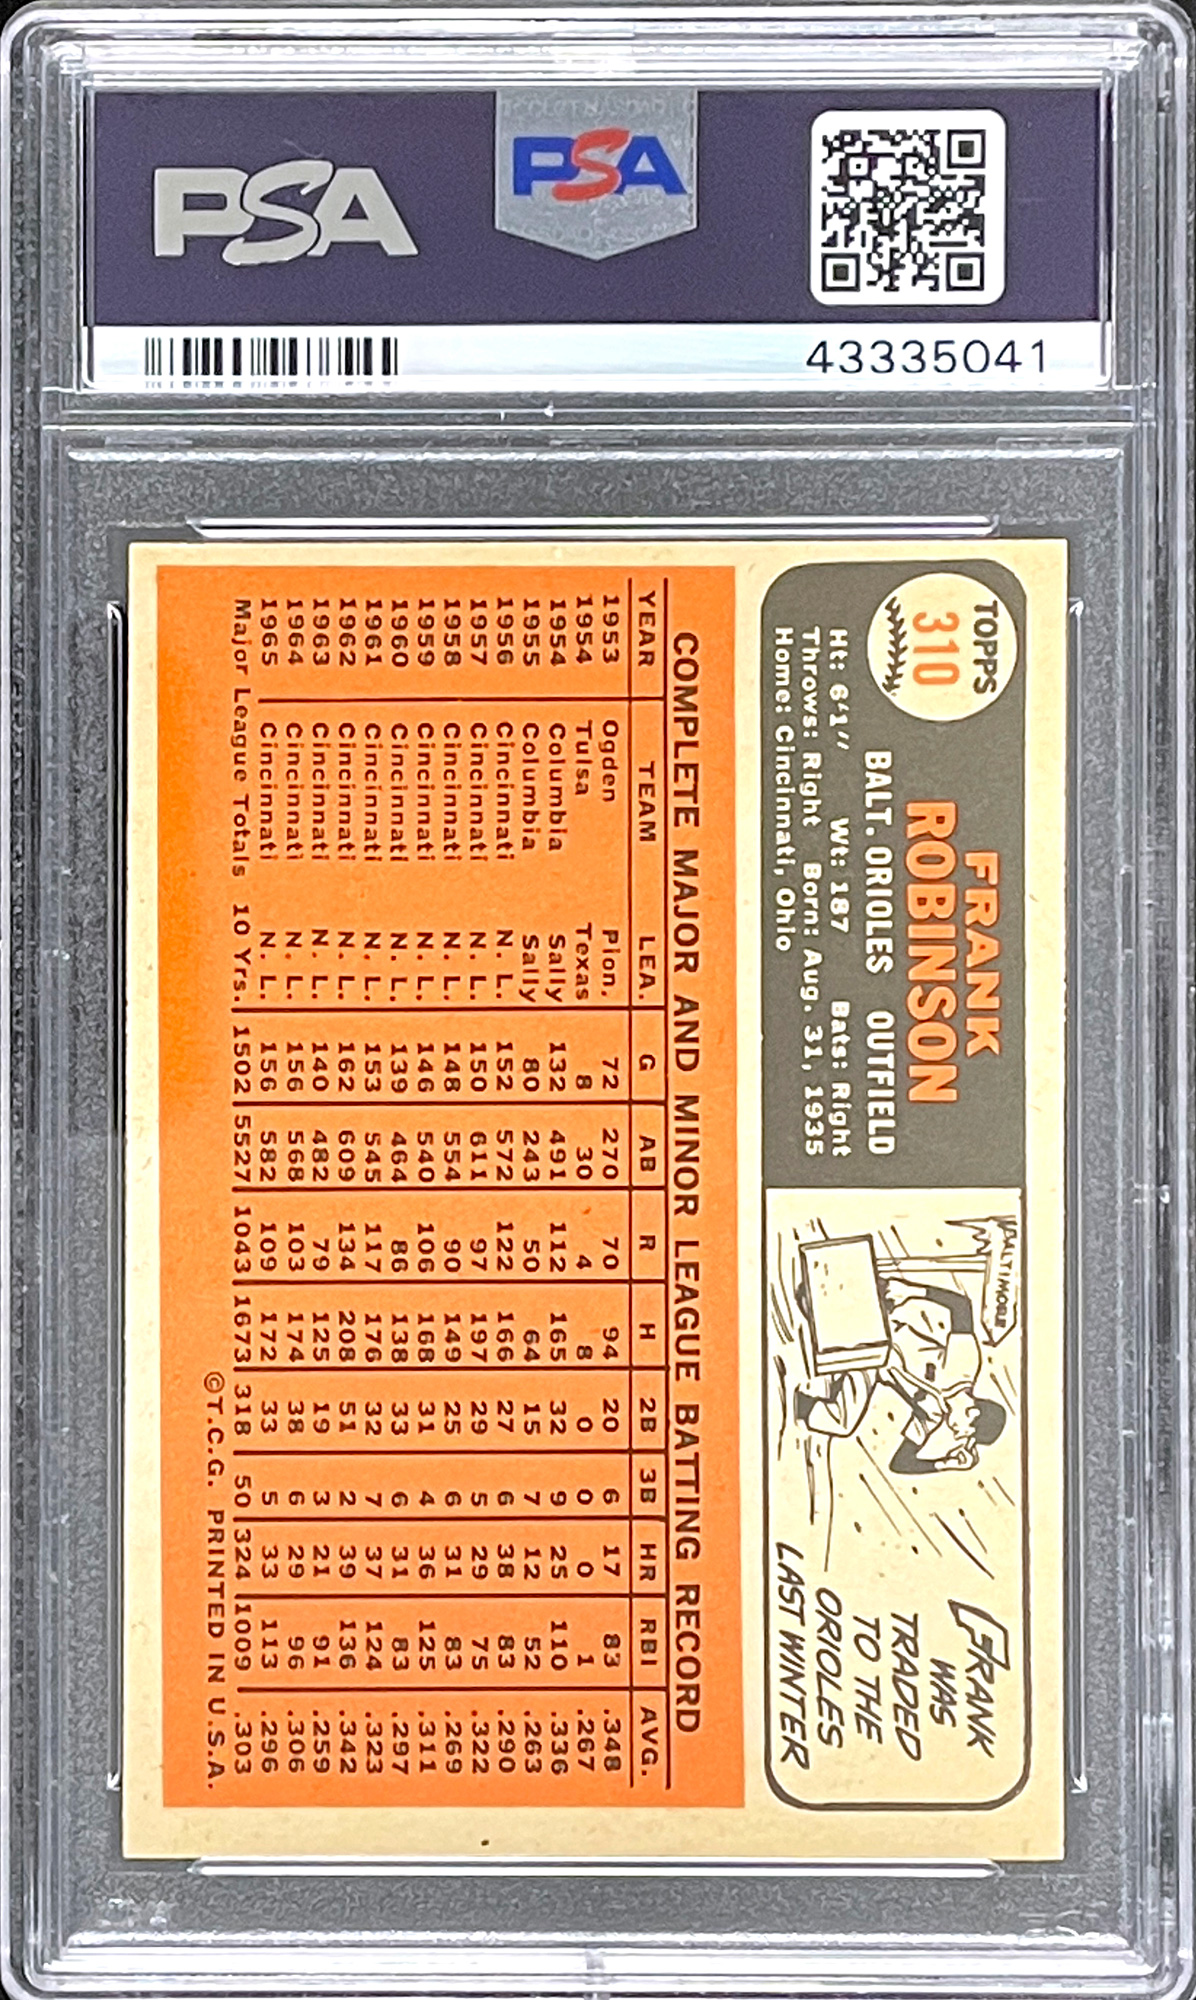 PSA
PSA
43335041
TOPPS
310
FRANK
ROBINSON
BALT. ORIOLES OUTFIELD
Ht: 6'1" Wt: 187 Bats: Right
Throws: Right Born: Aug. 31, 1935
Home: Cincinnati, Ohio
BALTIMORE
FRANK
WAS
TRADED
TO THE
ORIOLES
LAST WINTER
COMPLETE MAJOR AND MINOR LEAGUE BATTING RECORD
YEAR TEAM LEA. G AB R H 2B 3B HR RBI AVG.
1953 Ogden Pion. 72 270 70 94 20 6 17 83 .348
1954 Tulsa Texas 8 30 4 8 0 0 0 1 .267
1954 Columbia Sally 132 491 112 165 32 9 25 110 .336
1955 Columbia Sally 80 243 50 64 15 7 12 52 .263
1956 Cincinnati N. L. 152 572 122 166 27 6 38 83 .290
1957 Cincinnati N. L. 150 611 97 197 29 5 29 75 .322
1958 Cincinnati N. L. 148 554 90 149 25 6 31 83 .269
1959 Cincinnati N. L. 146 540 106 168 31 4 36 125 .311
1960 Cincinnati N. L. 139 464 86 138 33 6 31 83 .297
1961 Cincinnati N. L. 153 545 117 176 32 7 37 124 .323
1962 Cincinnati N. L. 162 609 134 208 51 2 39 136 .342
1963 Cincinnati N. L. 140 482 79 125 19 3 21 91 .259
1964 Cincinnati N. L. 156 568 103 174 38 6 29 96 .306
1965 Cincinnati N. L. 156 582 109 172 33 5 33 113 .296
Major League Totals 10 Yrs. 1502 5527 1043 1673 318 50 324 1009 .303
©T.C.G. PRINTED IN U.S.A.